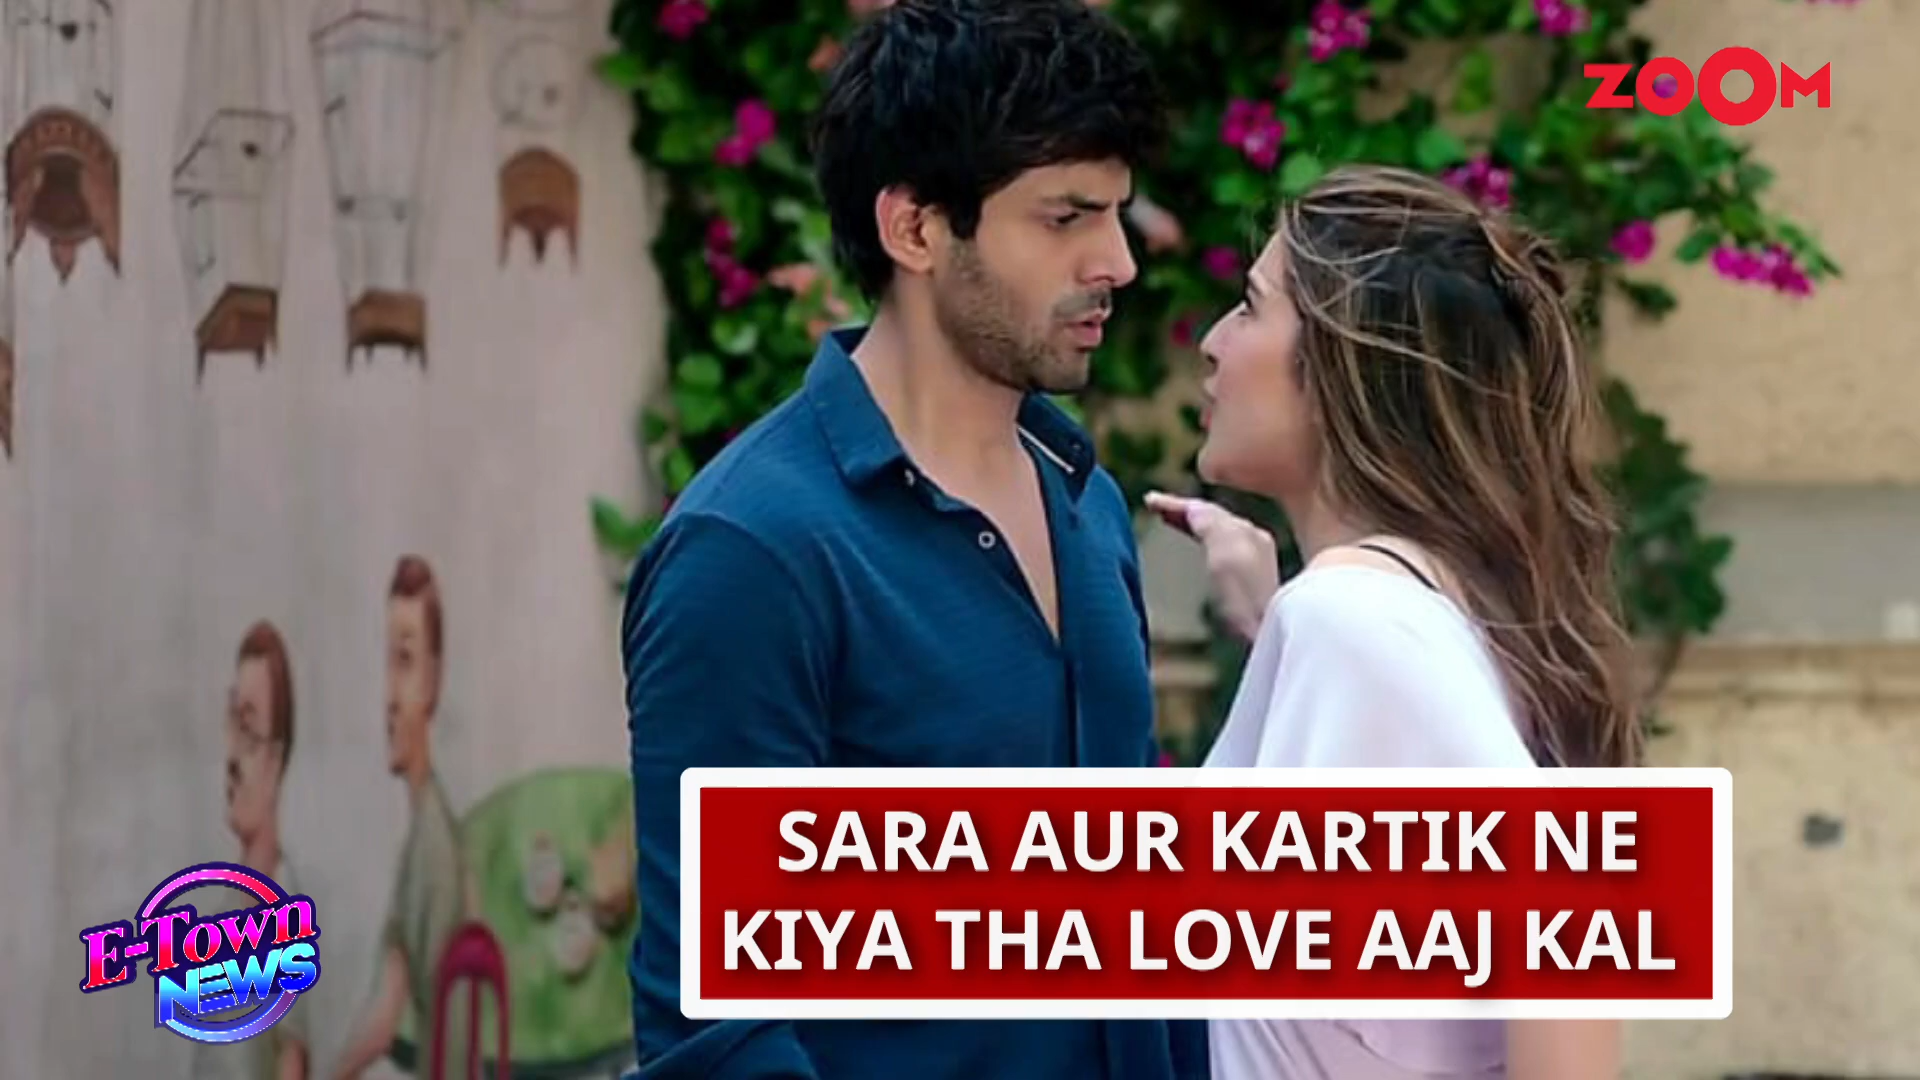 ZOOM
SARA AUR KARTIK NE
KIYA THA LOVE AAJ KAL
E-TOWN
NEWS